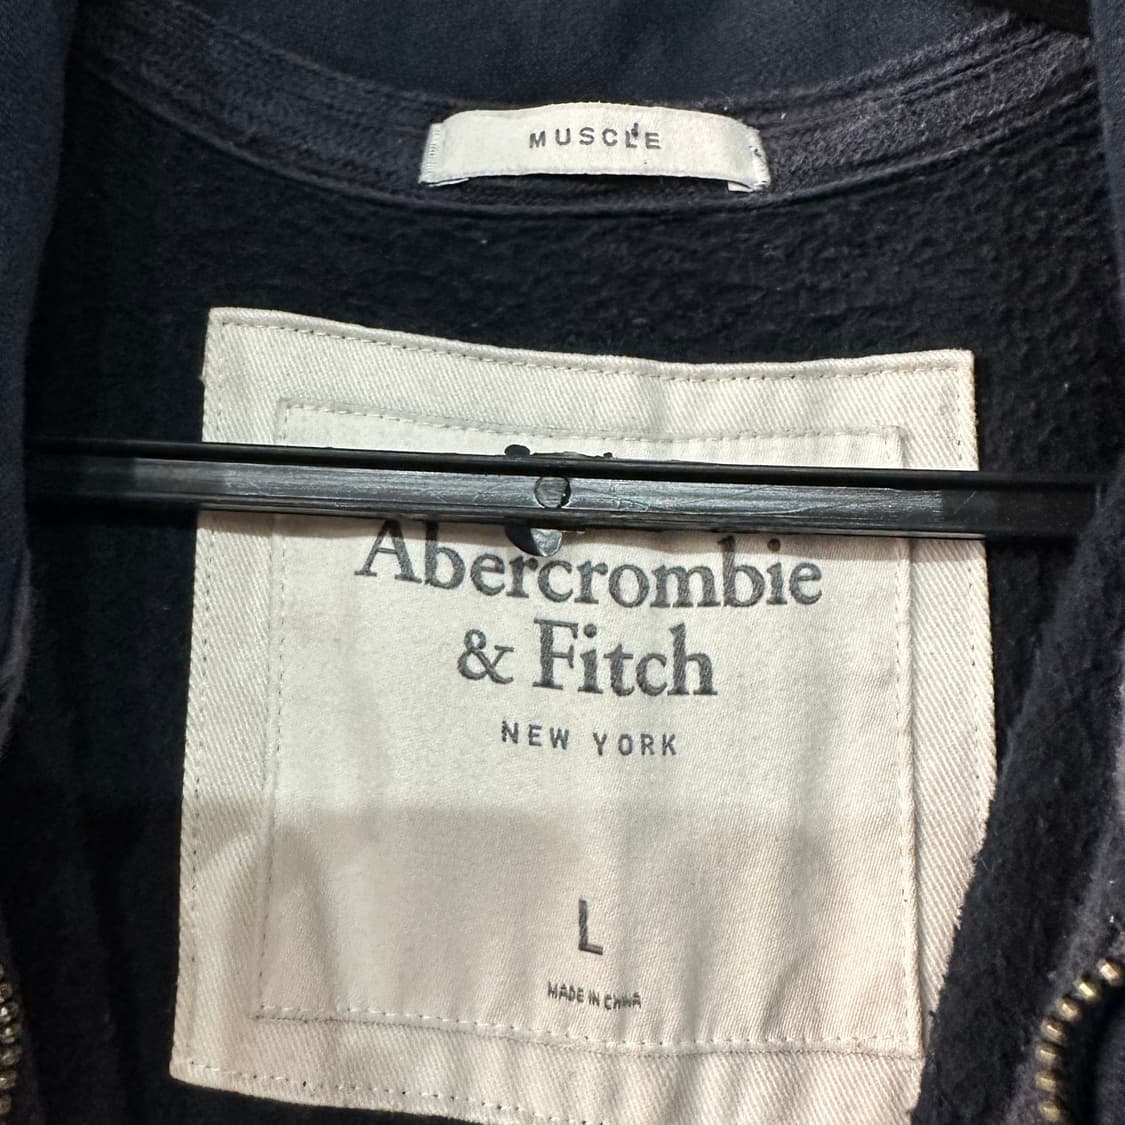 MUSCLE
Abercrombie
& Fitch
NEW YORK
L
MADE IN CHINA